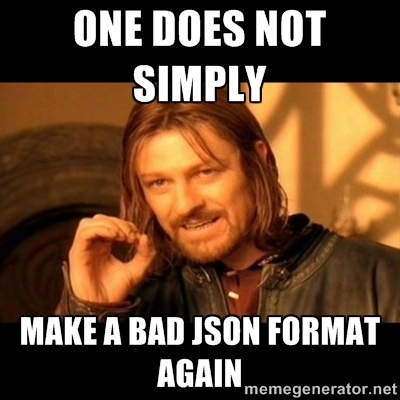 ONE DOES NOT
SIMPLY
MAKE A BAD JSON FORMAT
AGAIN
memegenerator.net